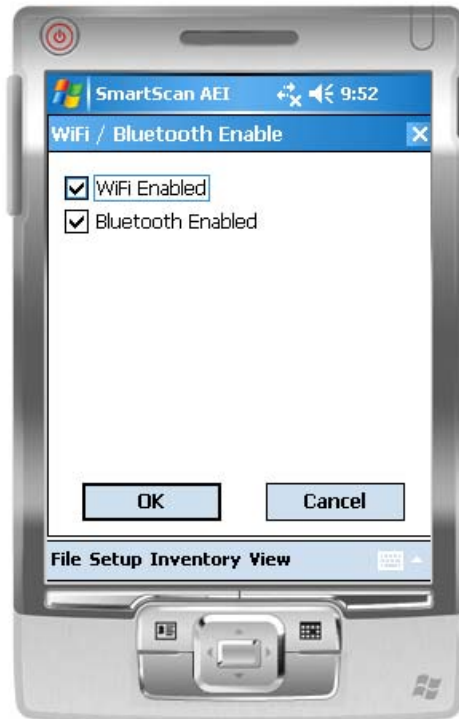 SmartScan AEI 9:52
WiFi / Bluetooth Enable
WiFi Enabled
Bluetooth Enabled
OK Cancel
File Setup Inventory View